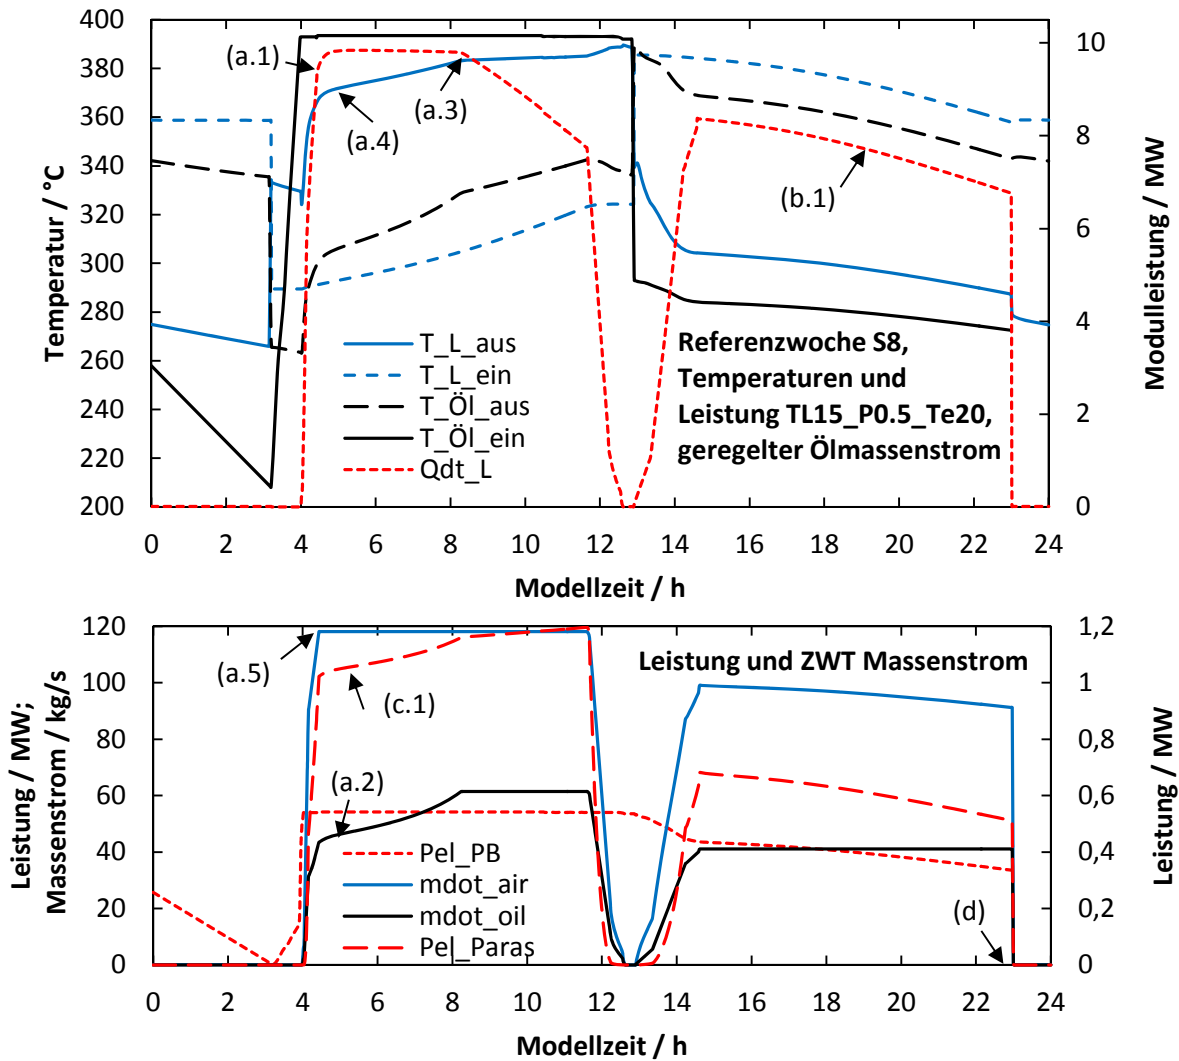 400
380
360
340
320
300
280
260
240
220
200
Temperatur / °C
10
8
6
4
2
0
Modulleistung / MW
(a.1)
(a.3)
(a.4)
(b.1)
T_L_aus
T_L_ein
T_Öl_aus
T_Öl_ein
Qdt_L
Referenzwoche S8,
Temperaturen und
Leistung TL15_P0.5_Te20,
geregelter Ölmassenstrom
0 2 4 6 8 10 12 14 16 18 20 22 24
Modellzeit / h
120
100
80
60
40
20
0
Leistung / MW;
Massenstrom / kg/s
1,2
1
0,8
0,6
0,4
0,2
0
Leistung / MW
Leistung und ZWT Massenstrom
(a.5)
(c.1)
(a.2)
(d)
Pel_PB
mdot_air
mdot_oil
Pel_Paras
0 2 4 6 8 10 12 14 16 18 20 22 24
Modellzeit / h